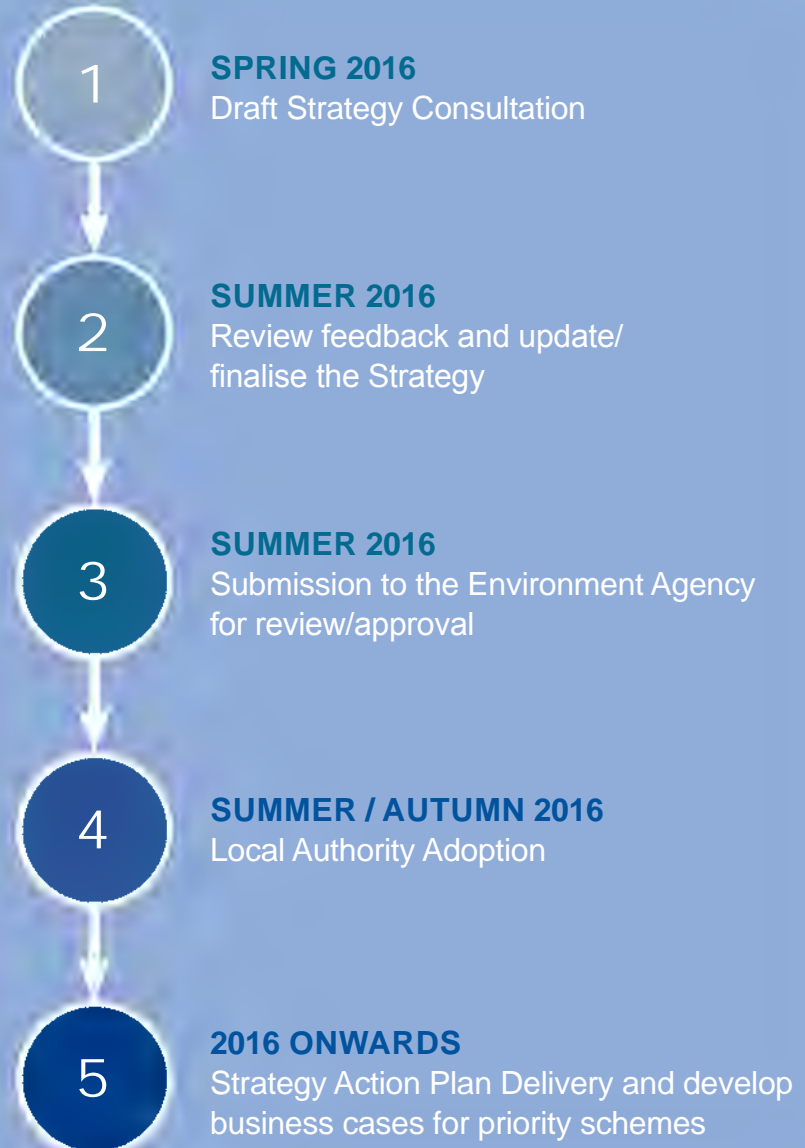 1
SPRING 2016
Draft Strategy Consultation
2
SUMMER 2016
Review feedback and update/
finalise the Strategy
3
SUMMER 2016
Submission to the Environment Agency
for review/approval
4
SUMMER / AUTUMN 2016
Local Authority Adoption
5
2016 ONWARDS
Strategy Action Plan Delivery and develop
business cases for priority schemes